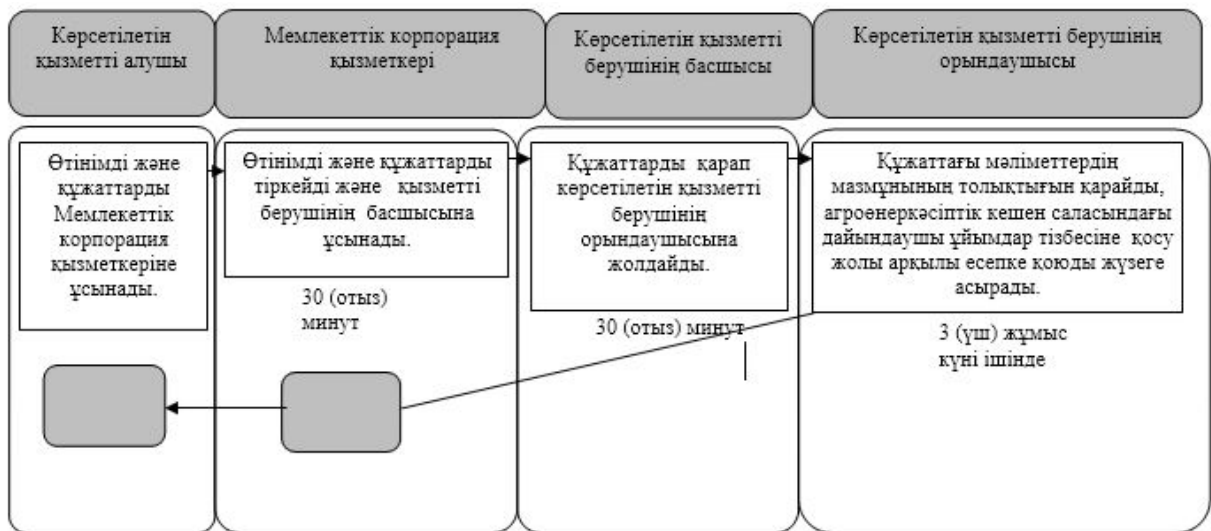 Көрсетілетін
қызметті алушы
Мемлекеттік корпорация
қызметкері
Көрсетілетін қызметті
берушінің басшысы
Көрсетілетін қызметті берушінің
орындаушысы
Өтінімді және
құжаттарды
Мемлекеттік
корпорация
қызметкеріне
ұсынады.
Өтінімді және құжаттарды
тіркейді және қызметті
берушінің басшысына
ұсынады.
30 (отыз)
минут
Құжаттарды қарап
көрсетілетін қызметті
берушінің
орындаушысына
жолдайды.
30 (отыз) минут
Құжаттағы мәліметтердің
мазмұнының толықтығын қарайды,
агроөнеркәсіптік кешен саласындағы
дайындаушы ұйымдар тізбесіне қосу
жолы арқылы есепке қоюды жүзеге
асырады.
3 (үш) жұмыс
күні ішінде